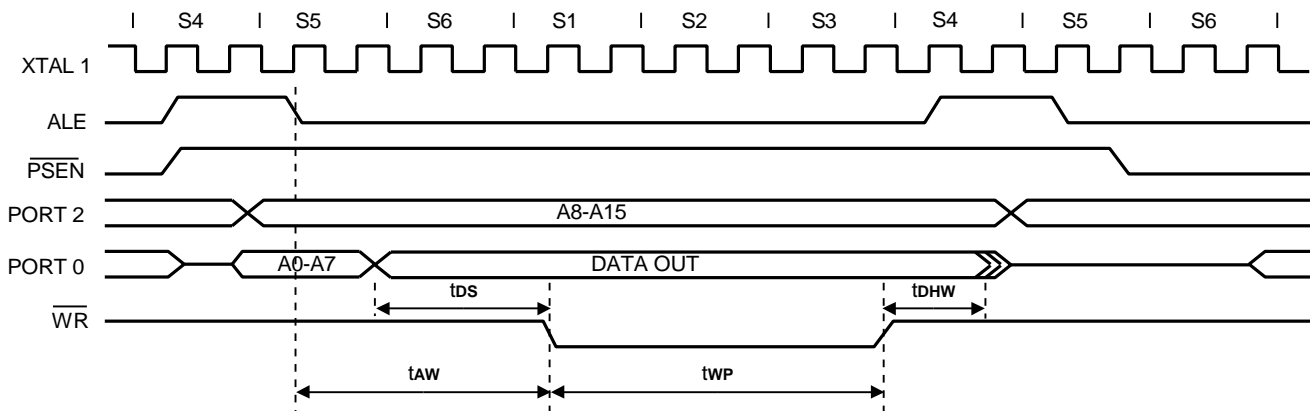 I S4 I S5 I S6 I S1 I S2 I S3 I S4 I S5 I S6 I
XTAL 1
ALE
PSEN
PORT 2 A8-A15
PORT 0 A0-A7 DATA OUT
tDS tDHW
WR
tAW tWP